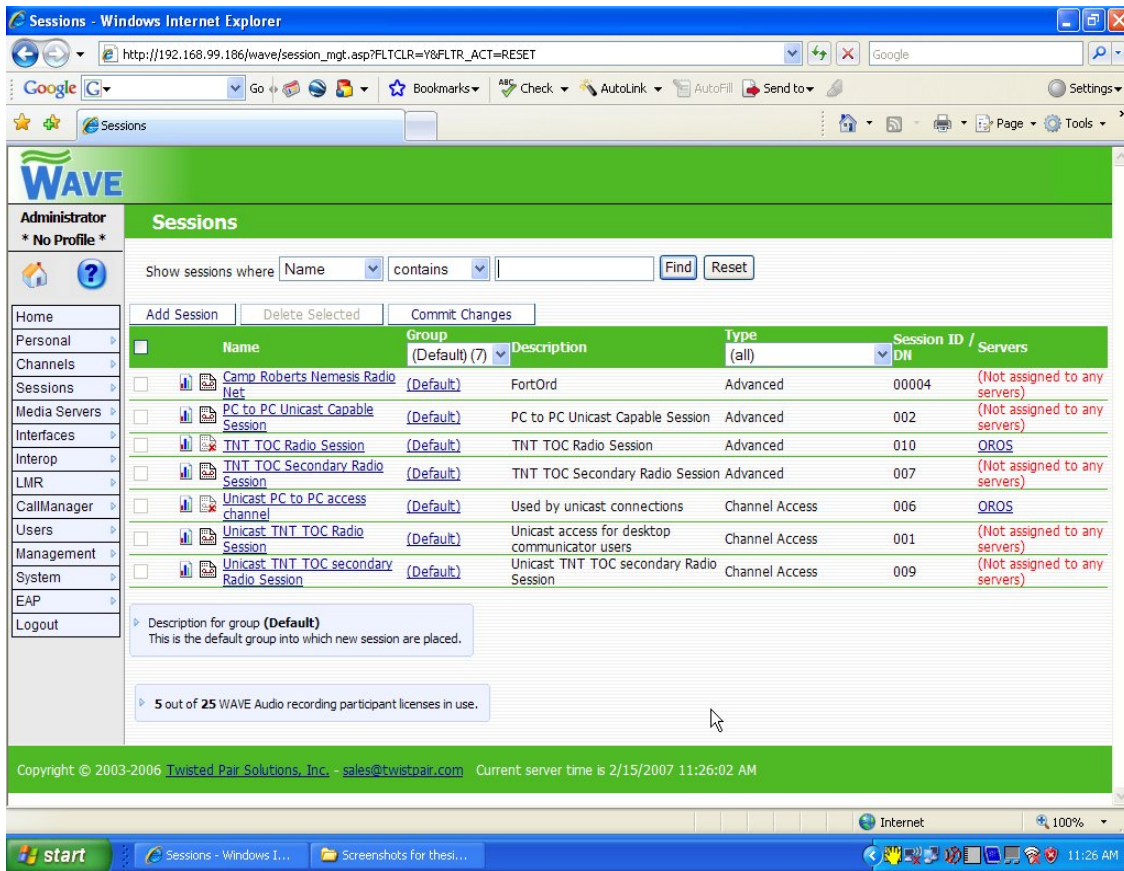 Sessions - Windows Internet Explorer
http://192.168.99.186/wave/session_mgt.asp?FLTCLR=Y&FLTR_ACT=RESET
Google
Google G Go Bookmarks ABC Check AutoLink AutoFill Send to Settings
Sessions
Page Tools
WAVE
Administrator
* No Profile *
Sessions
Show sessions where Name contains Find Reset
Home
Personal
Channels
Sessions
Media Servers
Interfaces
Interop
LMR
CallManager
Users
Management
System
EAP
Logout
Add Session Delete Selected Commit Changes
Name Group (Default) (7) Description Type (all) Session ID / DN Servers
Camp Roberts Nemesis Radio Net (Default) FortOrd Advanced 00004 (Not assigned to any servers)
PC to PC Unicast Capable Session (Default) PC to PC Unicast Capable Session Advanced 002 (Not assigned to any servers)
TNT TOC Radio Session (Default) TNT TOC Radio Session Advanced 010 OROS
TNT TOC Secondary Radio Session (Default) TNT TOC Secondary Radio Session Advanced 007 (Not assigned to any servers)
Unicast PC to PC access channel (Default) Used by unicast connections Channel Access 006 OROS
Unicast TNT TOC Radio Session (Default) Unicast access for desktop communicator users Channel Access 001 (Not assigned to any servers)
Unicast TNT TOC secondary Radio Session (Default) Unicast TNT TOC secondary Radio Session Channel Access 009 (Not assigned to any servers)
Description for group (Default)
This is the default group into which new session are placed.
5 out of 25 WAVE Audio recording participant licenses in use.
Copyright © 2003-2006 Twisted Pair Solutions, Inc. - sales@twistpair.com Current server time is 2/15/2007 11:26:02 AM
Internet 100%
start Sessions - Windows I... Screenshots for thesi... 11:26 AM